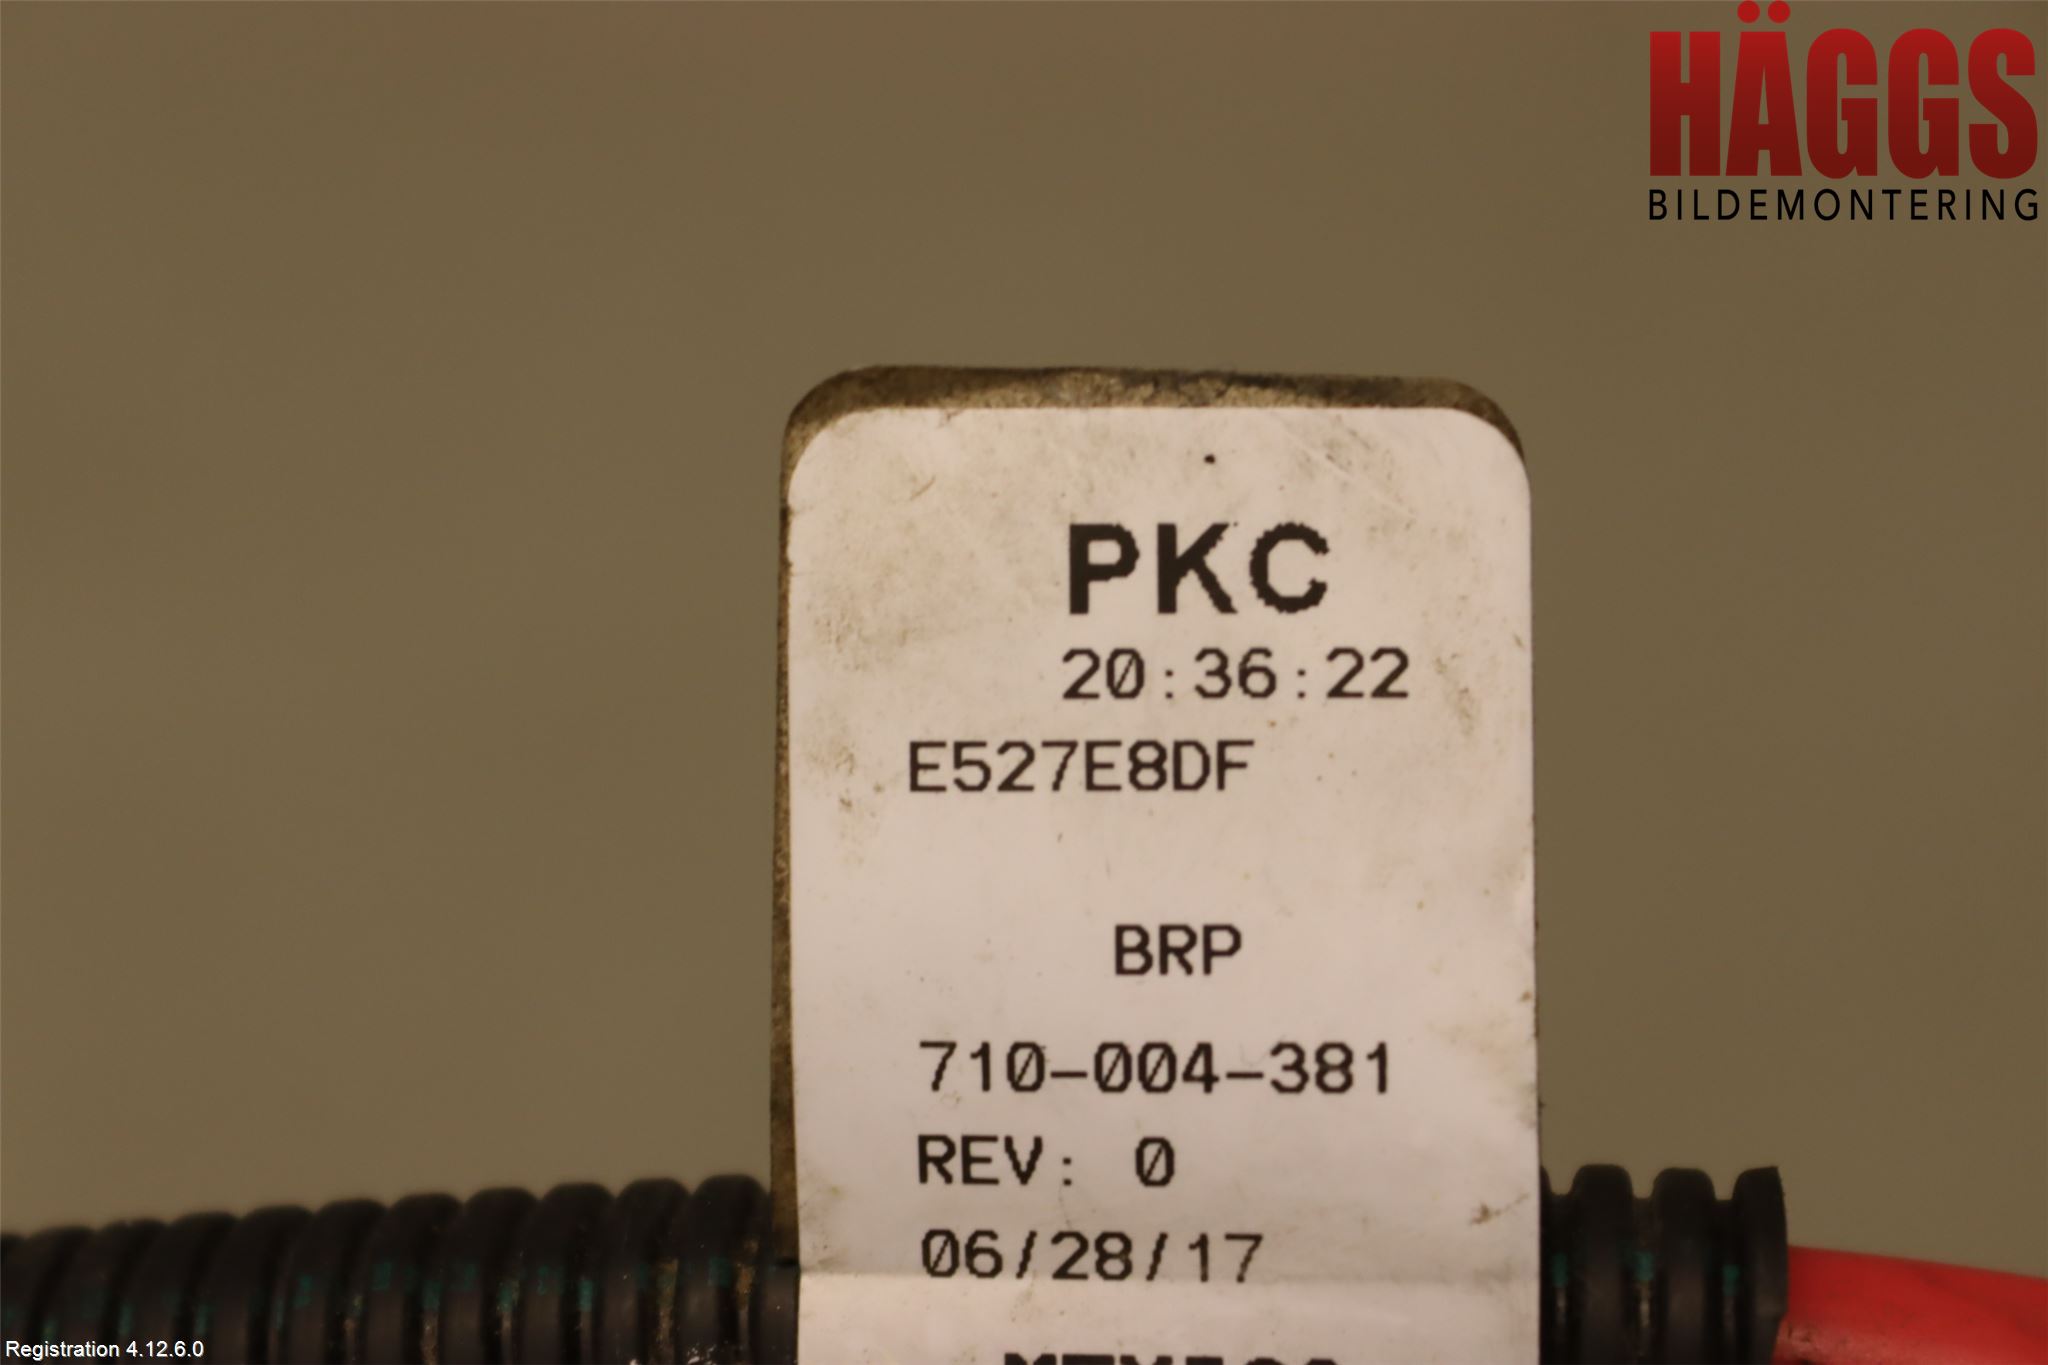 HÄGGS
BILDEMONTERING
PKC
20:36:22
E527E8DF
BRP
710-004-381
REV: 0
06/28/17
Registration 4.12.6.0